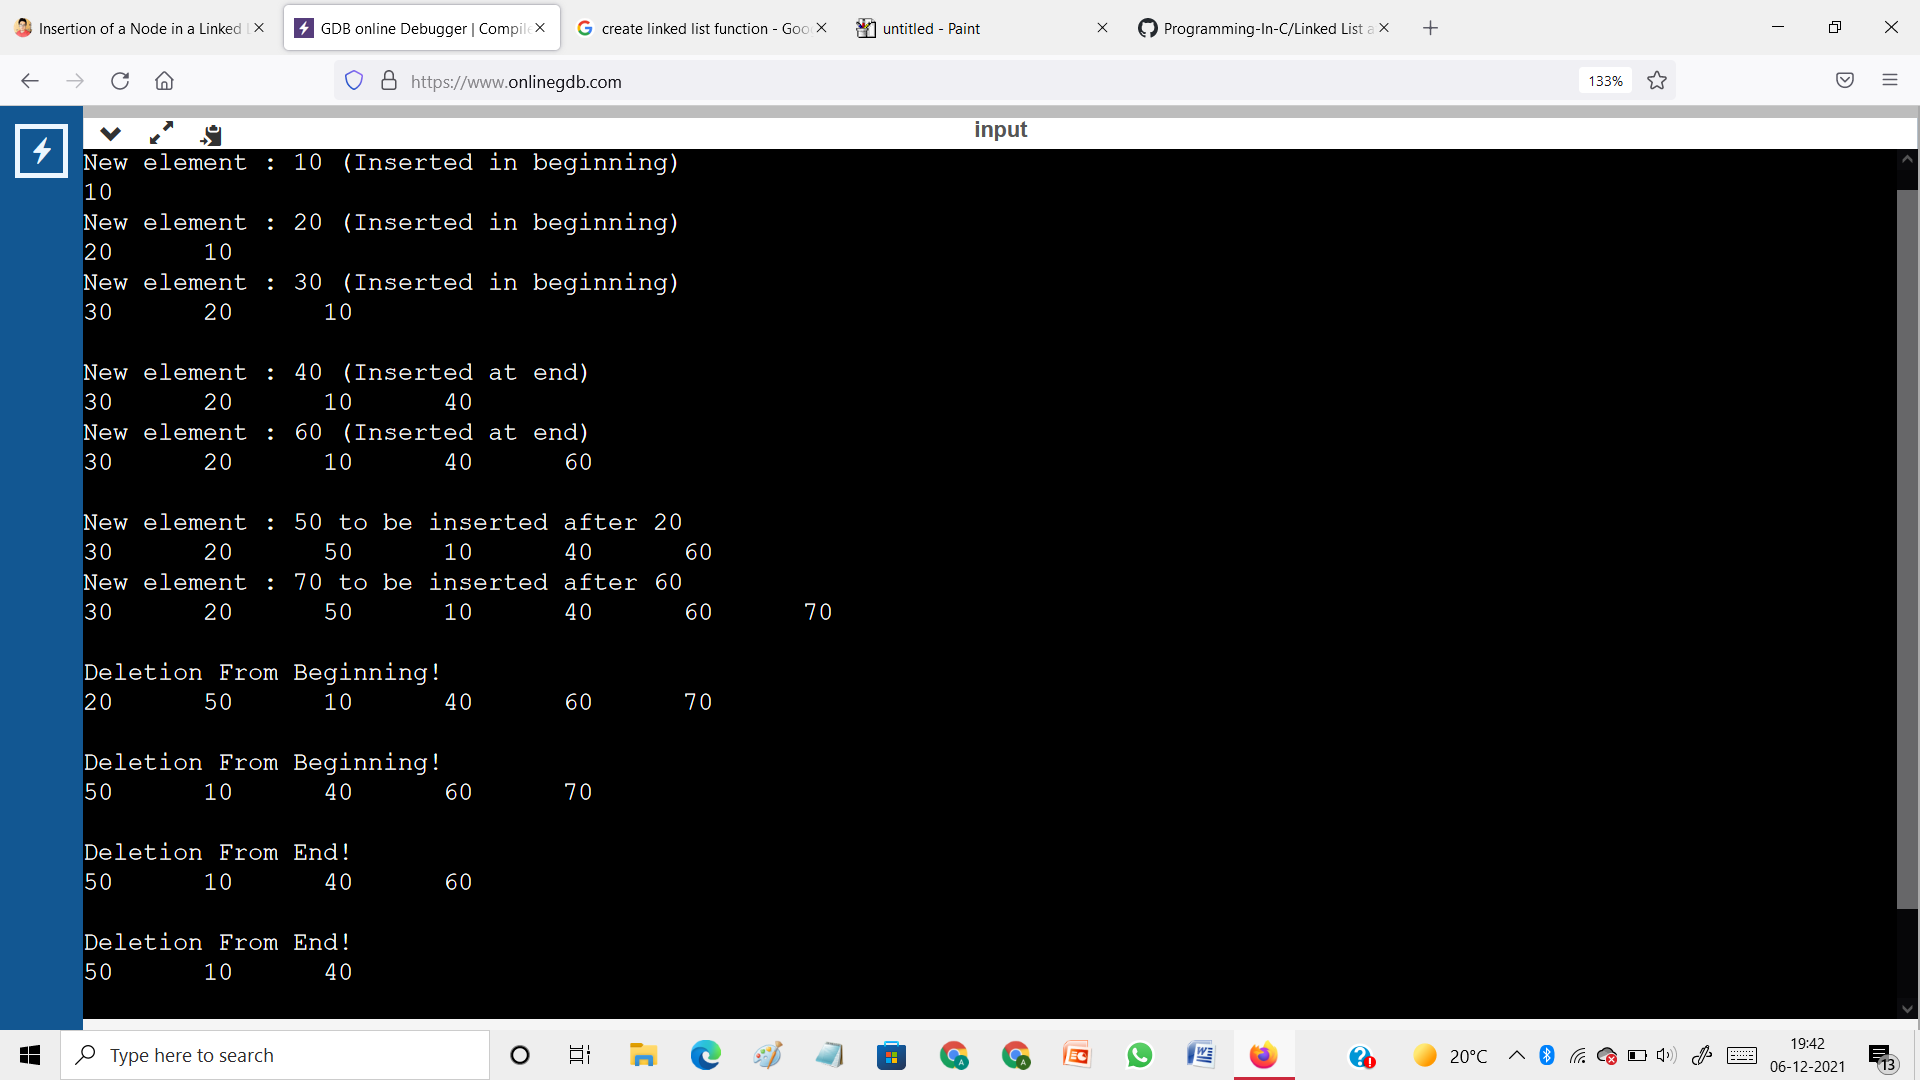 Insertion of a Node in a Linked L
GDB online Debugger | Compile
create linked list function - Goo
untitled - Paint
Programming-In-C/Linked List a
https://www.onlinegdb.com
133%
input
New element : 10 (Inserted in beginning)
10
New element : 20 (Inserted in beginning)
20 10
New element : 30 (Inserted in beginning)
30 20 10
New element : 40 (Inserted at end)
30 20 10 40
New element : 60 (Inserted at end)
30 20 10 40 60
New element : 50 to be inserted after 20
30 20 50 10 40 60
New element : 70 to be inserted after 60
30 20 50 10 40 60 70
Deletion From Beginning!
20 50 10 40 60 70
Deletion From Beginning!
50 10 40 60 70
Deletion From End!
50 10 40 60
Deletion From End!
50 10 40
Type here to search
20°C
19:42
06-12-2021
13